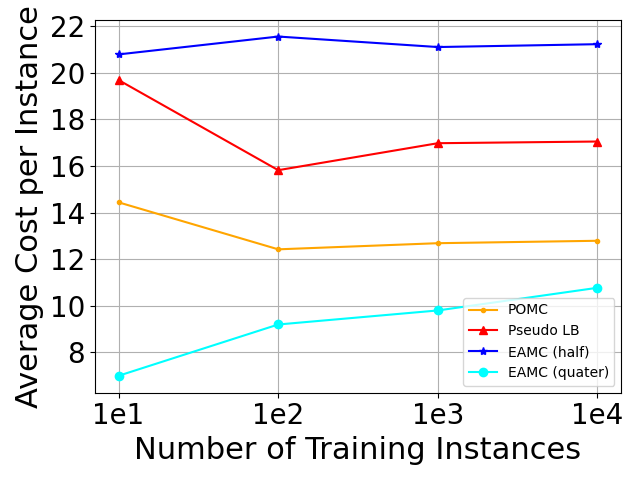 Average Cost per Instance
22
20
18
16
14
12
10
8
POMC
Pseudo LB
EAMC (half)
EAMC (quater)
1e1 1e2 1e3 1e4
Number of Training Instances